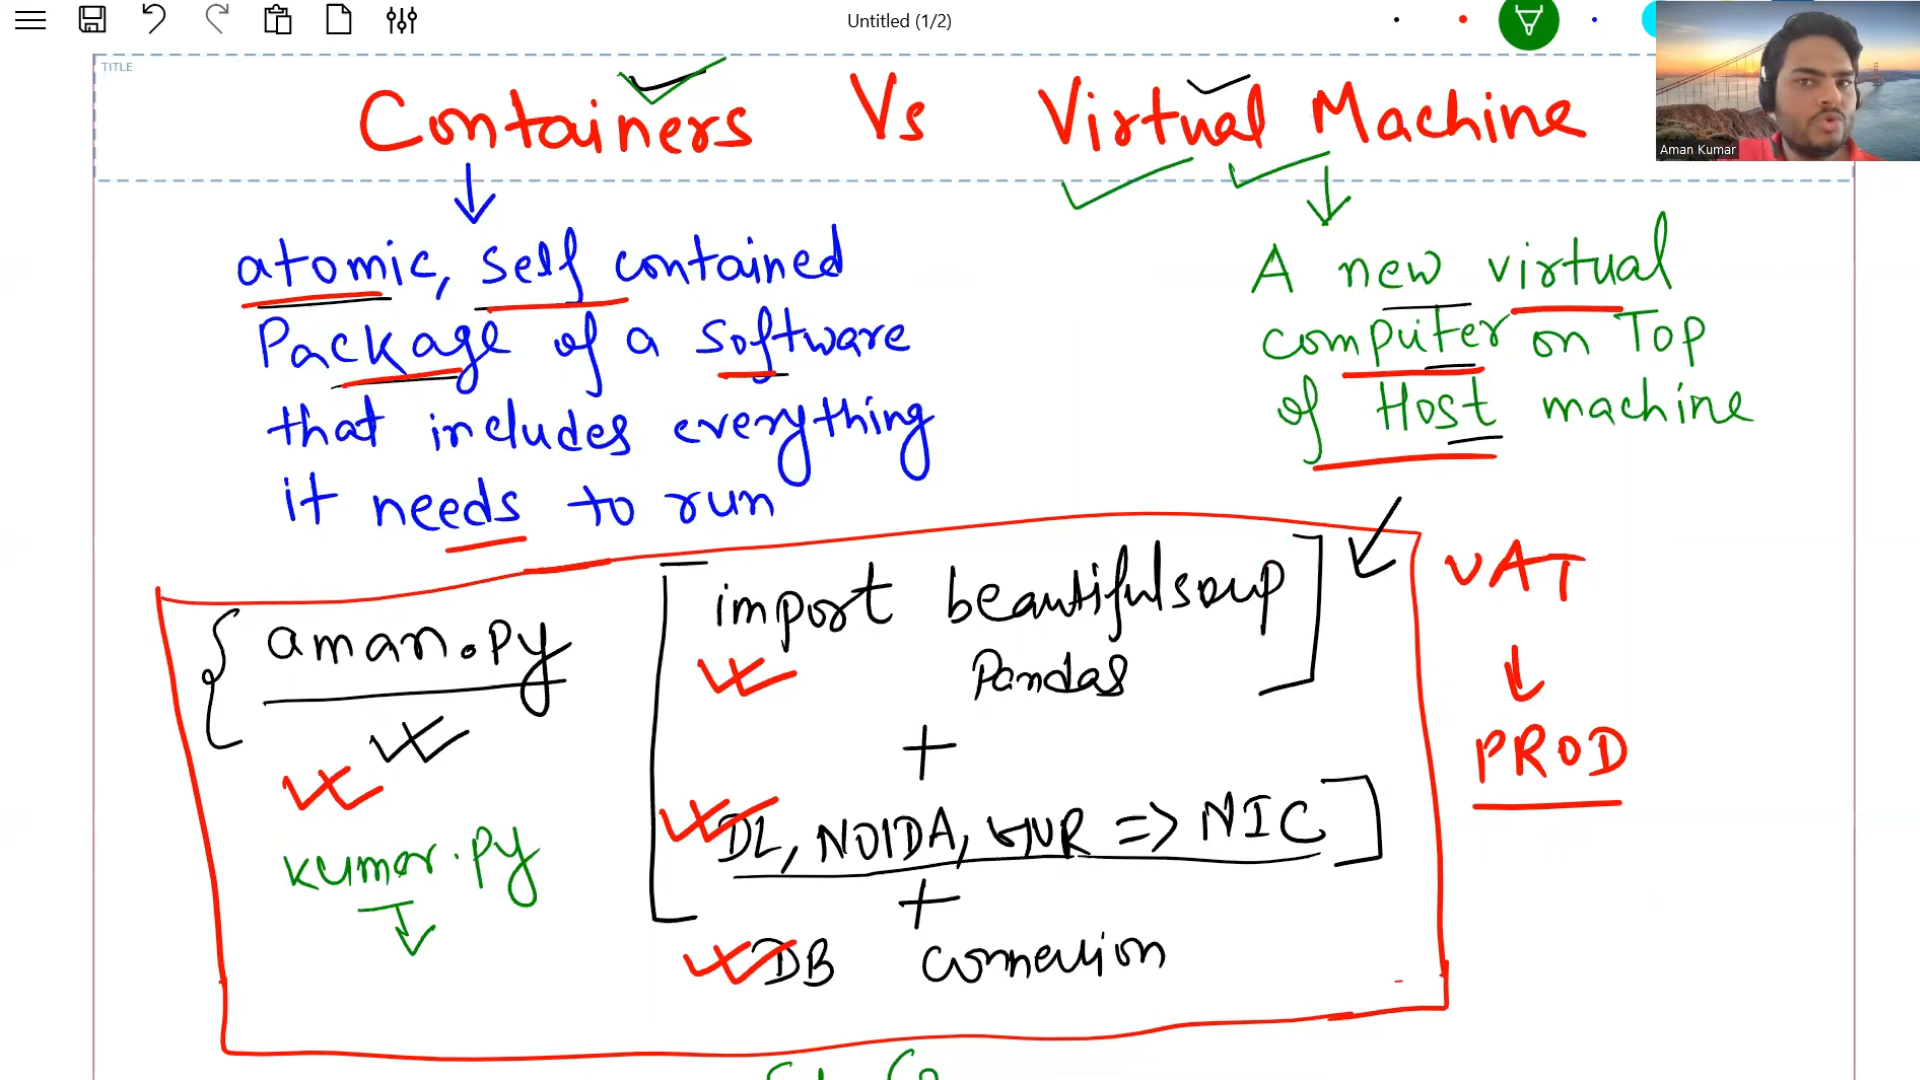 Untitled (1/2)
Aman Kumar
TITLE
Containers Vs Virtual Machine
atomic, self contained
Package of a software
that includes everything
it needs to run
A new virtual
computer on Top
of Host machine
aman.py
kumar.py
import beautifulsoup
Pandas
+
DL, NOIDA, GUR => NIC
+
DB connection
UAT
PROD